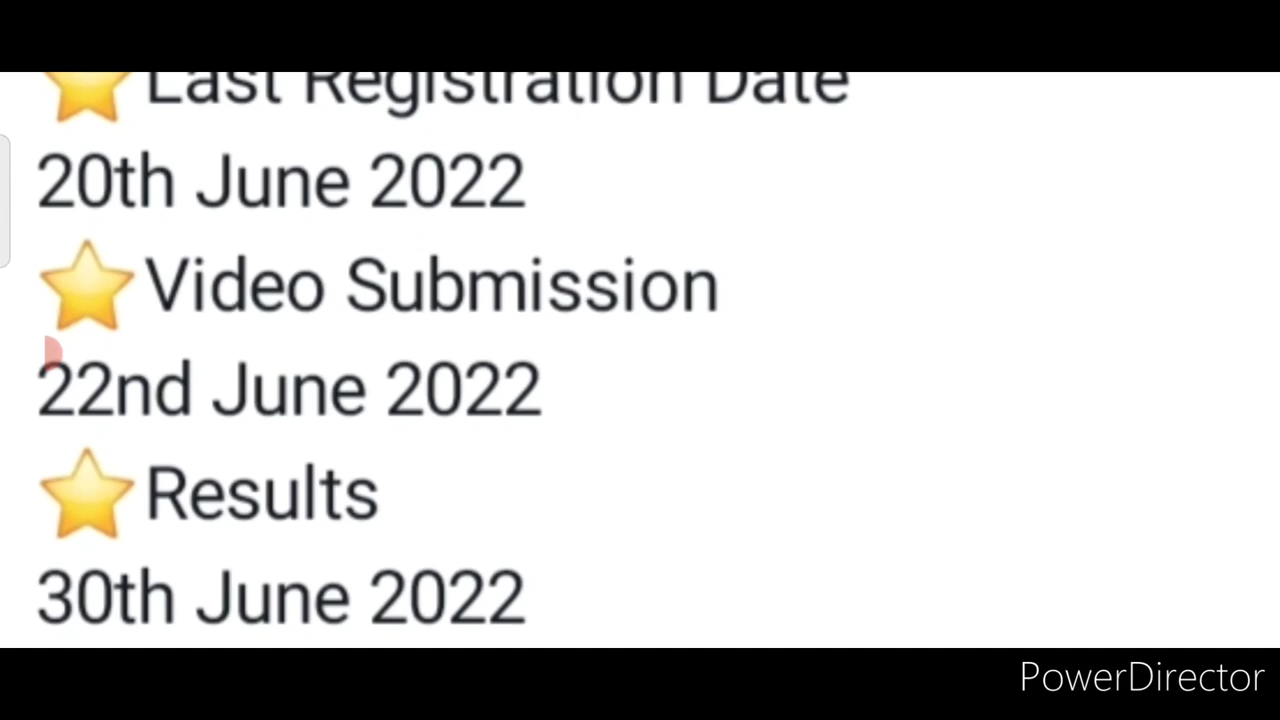 ⭐Last Registration Date
20th June 2022
⭐Video Submission
22nd June 2022
⭐Results
30th June 2022
PowerDirector